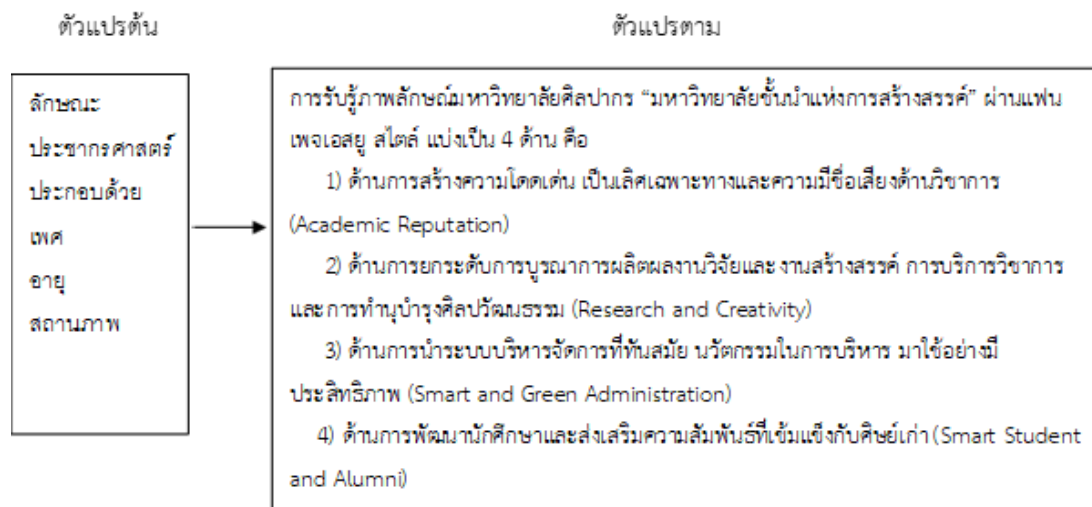 ตัวแปรต้น
ตัวแปรตาม
ลักษณะ
ประชากรศาสตร์
ประกอบด้วย
เพศ
อายุ
สถานภาพ
การรับรู้ภาพลักษณ์มหาวิทยาลัยศิลปากร “มหาวิทยาลัยชั้นนำแห่งการสร้างสรรค์” ผ่านแฟน
เพจเอสยู สไตล์ แบ่งเป็น 4 ด้าน คือ
1) ด้านการสร้างความโดดเด่น เป็นเลิศเฉพาะทางและความมีชื่อเสียงด้านวิชาการ
(Academic Reputation)
2) ด้านการยกระดับการบูรณาการผลิตผลงานวิจัยและงานสร้างสรรค์ การบริการวิชาการ
และการทำนุบำรุงศิลปวัฒนธรรม (Research and Creativity)
3) ด้านการนำระบบบริหารจัดการที่ทันสมัย นวัตกรรมในการบริหาร มาใช้อย่างมี
ประสิทธิภาพ (Smart and Green Administration)
4) ด้านการพัฒนานักศึกษาและส่งเสริมความสัมพันธ์ที่เข้มแข็งกับศิษย์เก่า (Smart Student
and Alumni)